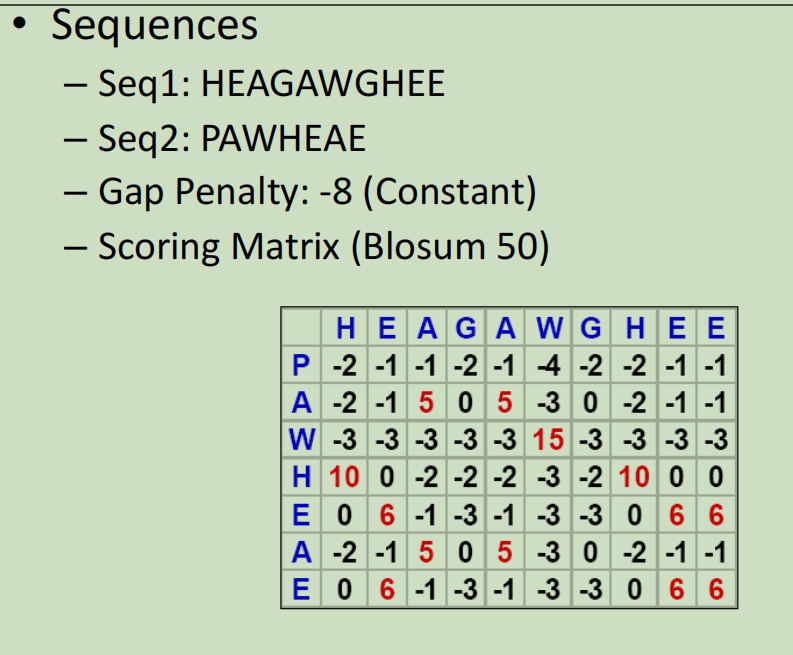 • Sequences
– Seq1: HEAGAWGHEE
– Seq2: PAWHEAE
– Gap Penalty: -8 (Constant)
– Scoring Matrix (Blosum 50)
H E A G A W G H E E
P -2 -1 -1 -2 -1 -4 -2 -2 -1 -1
A -2 -1 5 0 5 -3 0 -2 -1 -1
W -3 -3 -3 -3 -3 15 -3 -3 -3 -3
H 10 0 -2 -2 -2 -3 -2 10 0 0
E 0 6 -1 -3 -1 -3 -3 0 6 6
A -2 -1 5 0 5 -3 0 -2 -1 -1
E 0 6 -1 -3 -1 -3 -3 0 6 6